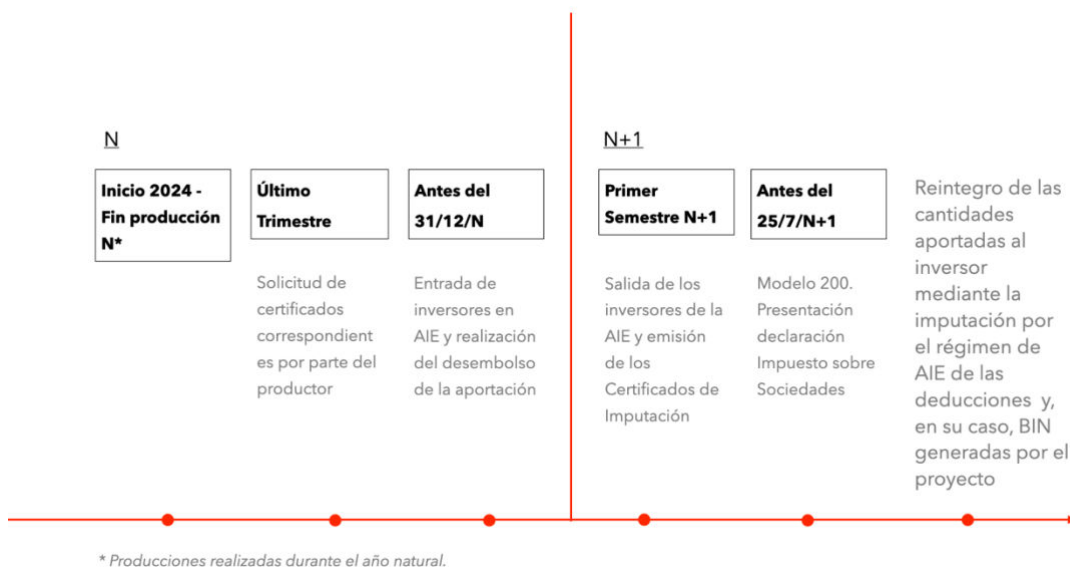 N
Inicio 2024 -
Fin producción
N*
Último
Trimestre
Solicitud de
certificados
correspondient
es por parte del
productor
Antes del
31/12/N
Entrada de
inversores en
AIE y realización
del desembolso
de la aportación
N+1
Primer
Semestre N+1
Salida de los
inversores de la
AIE y emisión
de los
Certificados de
Imputación
Antes del
25/7/N+1
Modelo 200.
Presentación
declaración
Impuesto sobre
Sociedades
Reintegro de las
cantidades
aportadas al
inversor
mediante la
imputación por
el régimen de
AIE de las
deducciones y,
en su caso, BIN
generadas por el
proyecto
* Producciones realizadas durante el año natural.